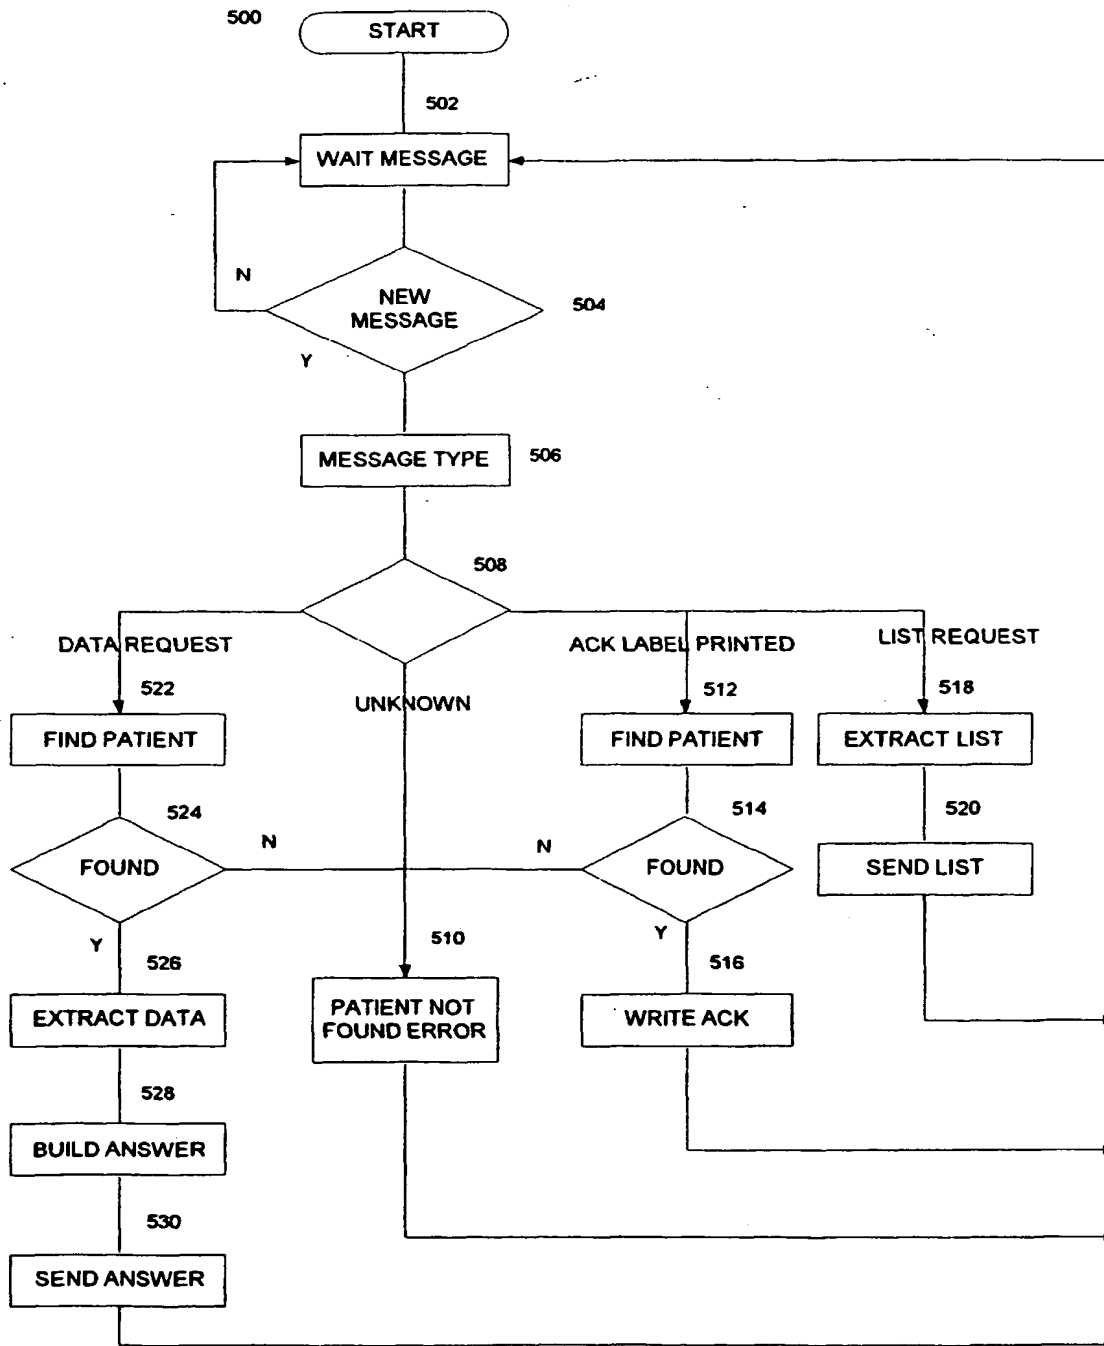 500
START
502
WAIT MESSAGE
N
NEW
MESSAGE
504
Y
MESSAGE TYPE
506
508
DATA REQUEST
ACK LABEL PRINTED
LIST REQUEST
522
UNKNOWN
512
518
FIND PATIENT
FIND PATIENT
EXTRACT LIST
524
514
520
FOUND
N
N
FOUND
SEND LIST
Y
510
Y
526
516
EXTRACT DATA
PATIENT NOT
FOUND ERROR
WRITE ACK
528
BUILD ANSWER
530
SEND ANSWER